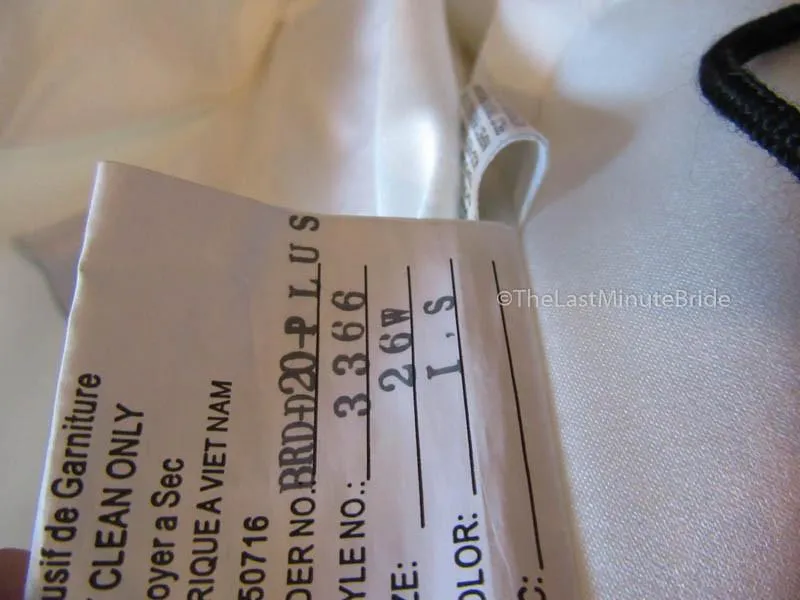 usif de Garniture
CLEAN ONLY
oyer a Sec
RIQUE A VIET NAM
50716
DER NO.: BRD-D20-PLUS
YLE NO.: 3366
ZE: 26W
OLOR: I,S
C:
©TheLastMinuteBride